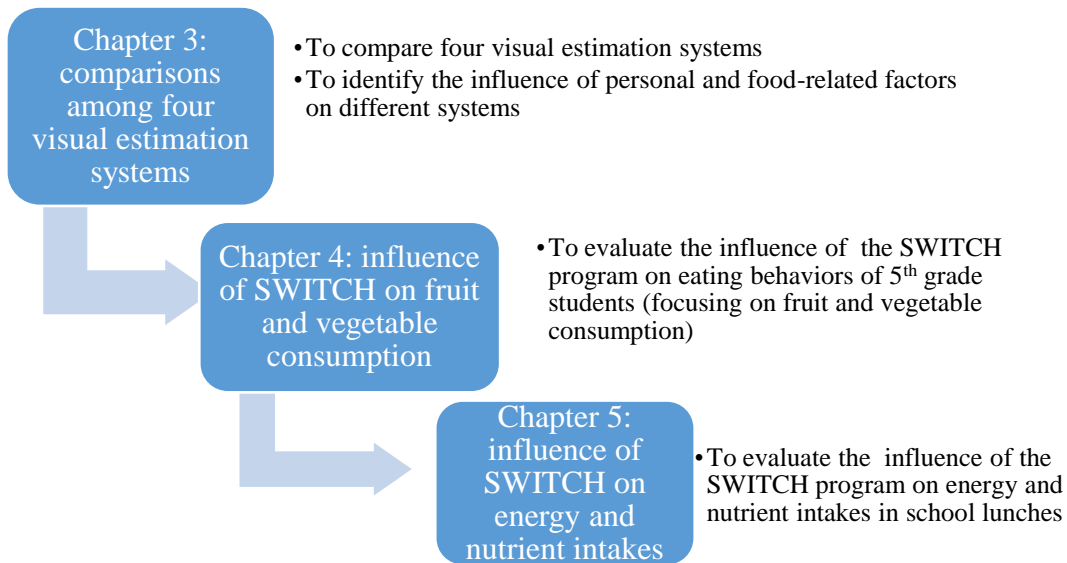 Chapter 3:
comparisons
among four
visual estimation
systems
•To compare four visual estimation systems
•To identify the influence of personal and food-related factors
on different systems
Chapter 4: influence
of SWITCH on fruit
and vegetable
consumption
•To evaluate the influence of  the SWITCH
program on eating behaviors of 5th grade
students (focusing on fruit and vegetable
consumption)
Chapter 5:
influence of
SWITCH on
energy and
nutrient intakes
•To evaluate the  influence of the
SWITCH program on energy and
nutrient intakes in school lunches